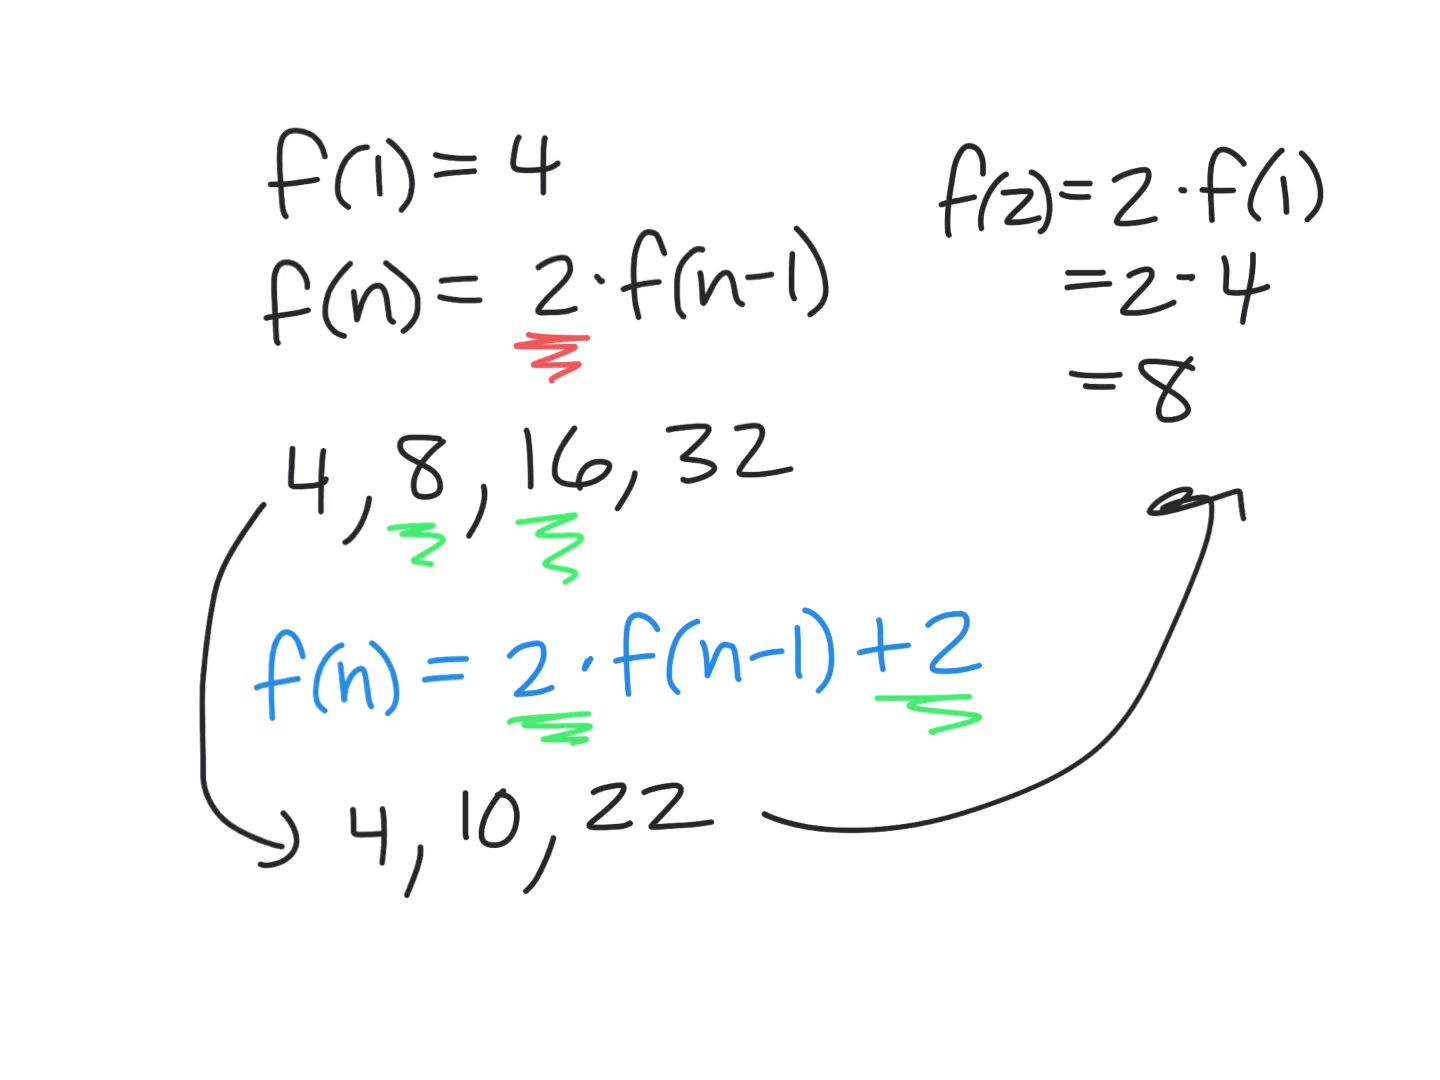 f(1) = 4
f(n) = 2 · f(n-1)
4, 8, 16, 32
f(n) = 2 · f(n-1) + 2
4, 10, 22
f(2) = 2 · f(1)
= 2 · 4
= 8